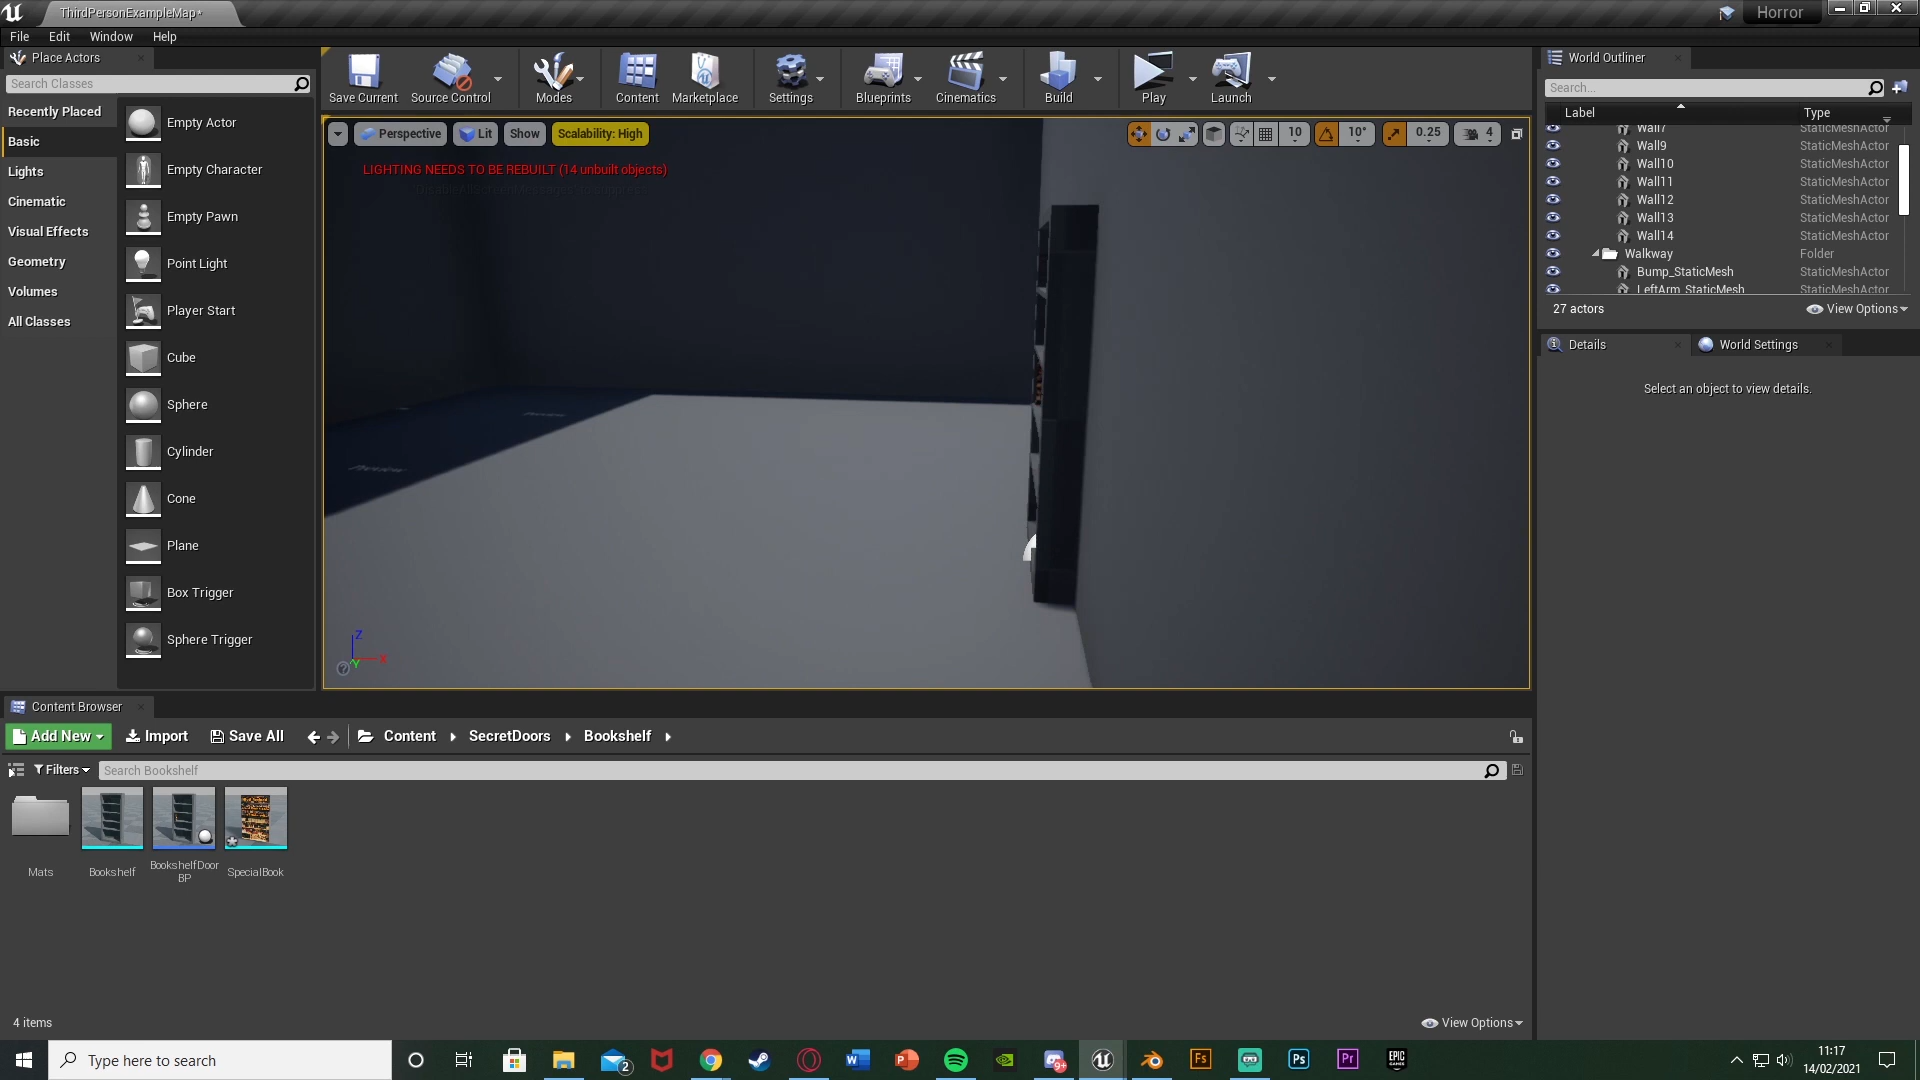 ThirdPersonExampleMap*
Horror
File Edit Window Help
Place Actors
Search Classes
Recently Placed
Basic
Lights
Cinematic
Visual Effects
Geometry
Volumes
All Classes
Empty Actor
Empty Character
Empty Pawn
Point Light
Player Start
Cube
Sphere
Cylinder
Cone
Plane
Box Trigger
Sphere Trigger
Save Current
Source Control
Modes
Content
Marketplace
Settings
Blueprints
Cinematics
Build
Play
Launch
Perspective
Lit
Show
Scalability: High
10
10°
0.25
4
LIGHTING NEEDS TO BE REBUILT (14 unbuilt objects)
Z
X
Y
World Outliner
Search...
Label Type
Wall7 StaticMeshActor
Wall9 StaticMeshActor
Wall10 StaticMeshActor
Wall11 StaticMeshActor
Wall12 StaticMeshActor
Wall13 StaticMeshActor
Wall14 StaticMeshActor
Walkway Folder
Bump_StaticMesh StaticMeshActor
LeftArm_StaticMesh StaticMeshActor
27 actors
View Options
Details
World Settings
Select an object to view details.
Content Browser
Add New
Import
Save All
Content
SecretDoors
Bookshelf
Filters
Search Bookshelf
Mats
Bookshelf
BookshelfDoor
BP
SpecialBook
4 items
View Options
Type here to search
2
W
P
9+
Fs
Ps
Pr
EPIC
GAMES
11:17
14/02/2021